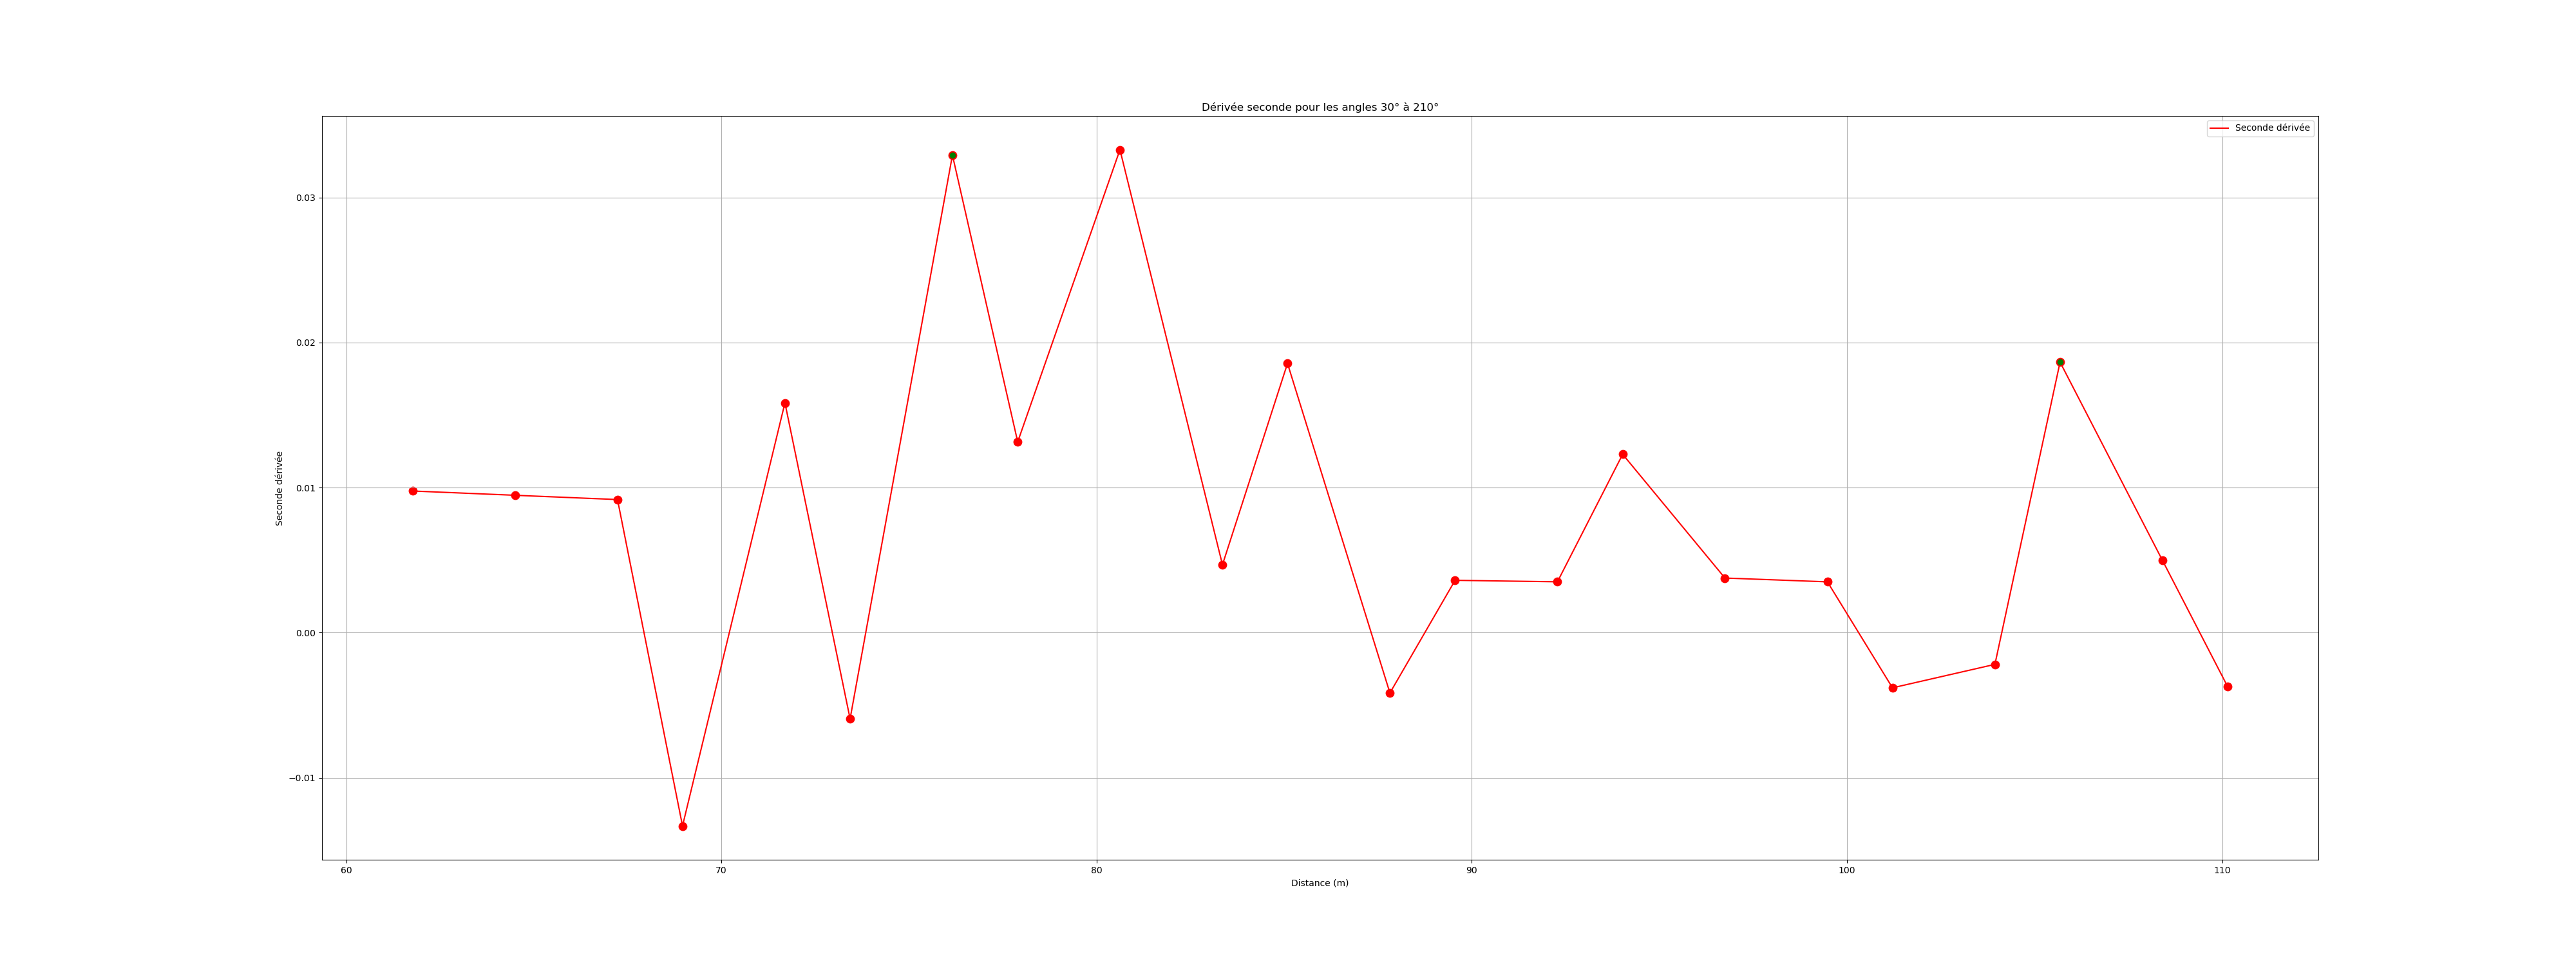 Dérivée seconde pour les angles 30° à 210°
Seconde dérivée
0.03
0.02
0.01
0.00
−0.01
Seconde dérivée
60
70
80
90
100
110
Distance (m)